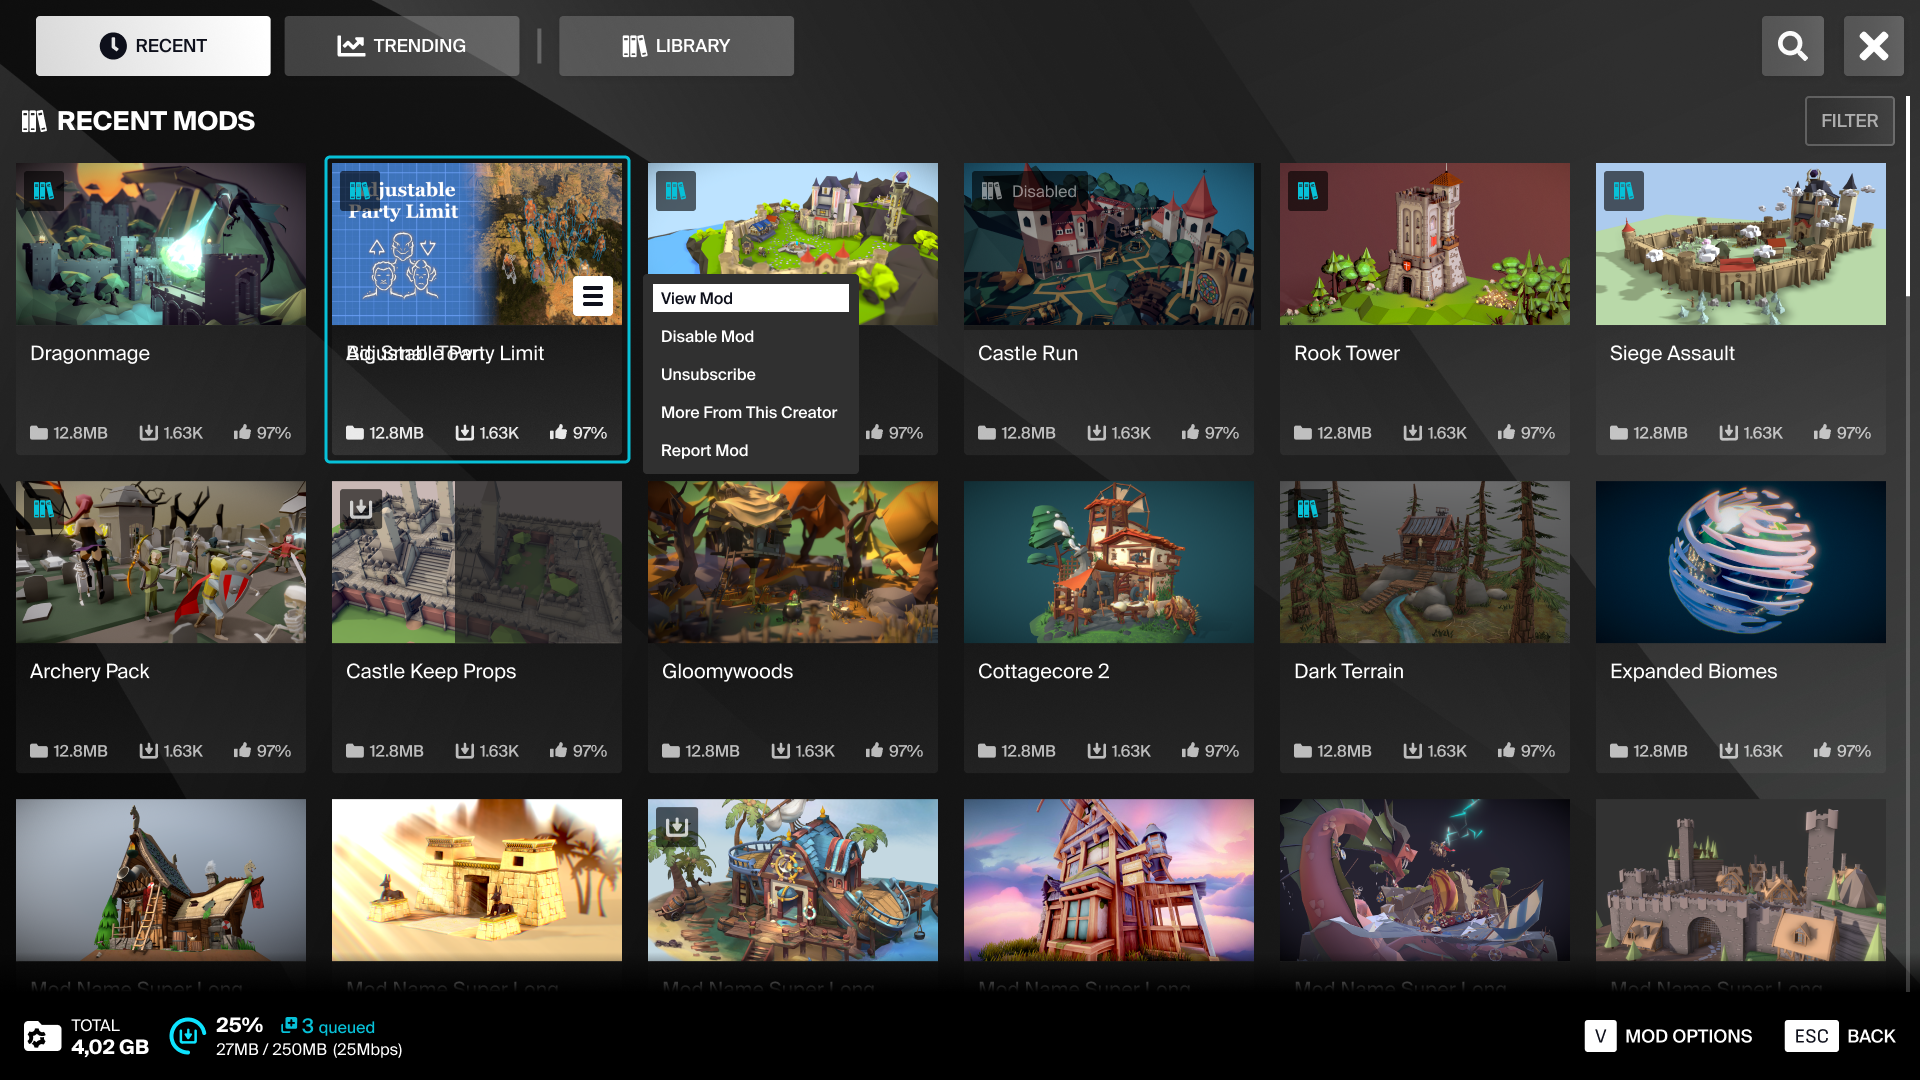 RECENT
TRENDING
LIBRARY
RECENT MODS
FILTER
Adjustable
Party Limit
Disabled
View Mod
Disable Mod
Unsubscribe
More From This Creator
Report Mod
Dragonmage
Adjustable Party Limit
Castle Run
Rook Tower
Siege Assault
12.8MB 1.63K 97%
12.8MB 1.63K 97%
97%
12.8MB 1.63K 97%
12.8MB 1.63K 97%
12.8MB 1.63K 97%
Archery Pack
Castle Keep Props
Gloomywoods
Cottagecore 2
Dark Terrain
Expanded Biomes
12.8MB 1.63K 97%
12.8MB 1.63K 97%
12.8MB 1.63K 97%
12.8MB 1.63K 97%
12.8MB 1.63K 97%
12.8MB 1.63K 97%
Mod Name Super Long
Mod Name Super Long
Mod Name Super Long
Mod Name Super Long
Mod Name Super Long
Mod Name Super Long
TOTAL
4,02 GB
25% 3 queued
27MB / 250MB (25Mbps)
V MOD OPTIONS
ESC BACK